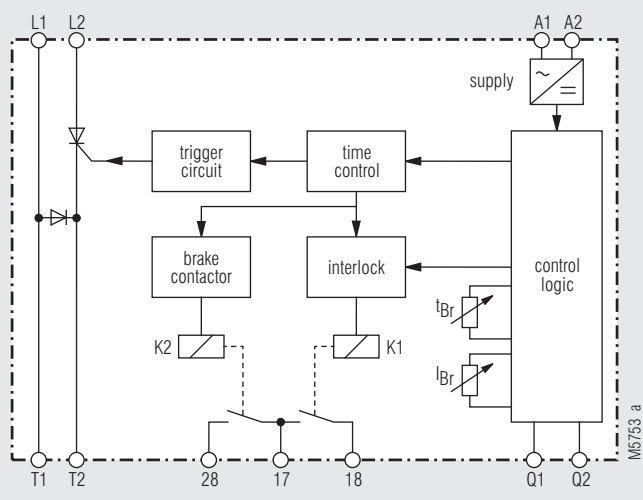 L1 L2 A1 A2
supply
trigger
circuit
time
control
brake
contactor
interlock
control
logic
tBr
K2 K1
IBr
M5753 a
T1 T2 28 17 18 Q1 Q2